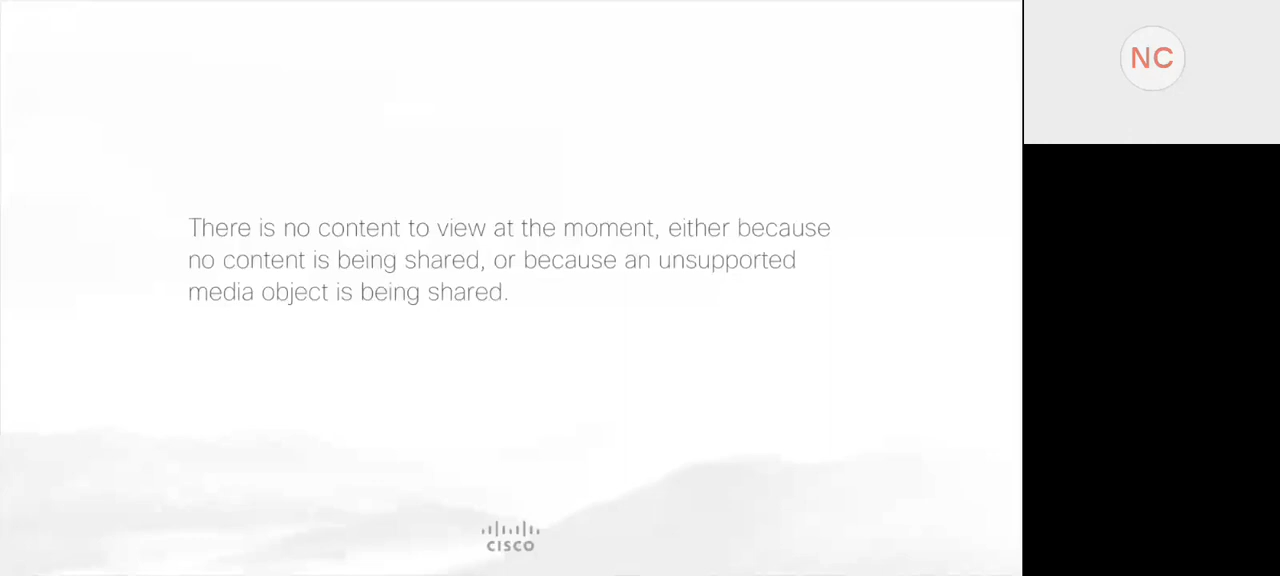 There is no content to view at the moment, either because
no content is being shared, or because an unsupported
media object is being shared.
CISCO
NC